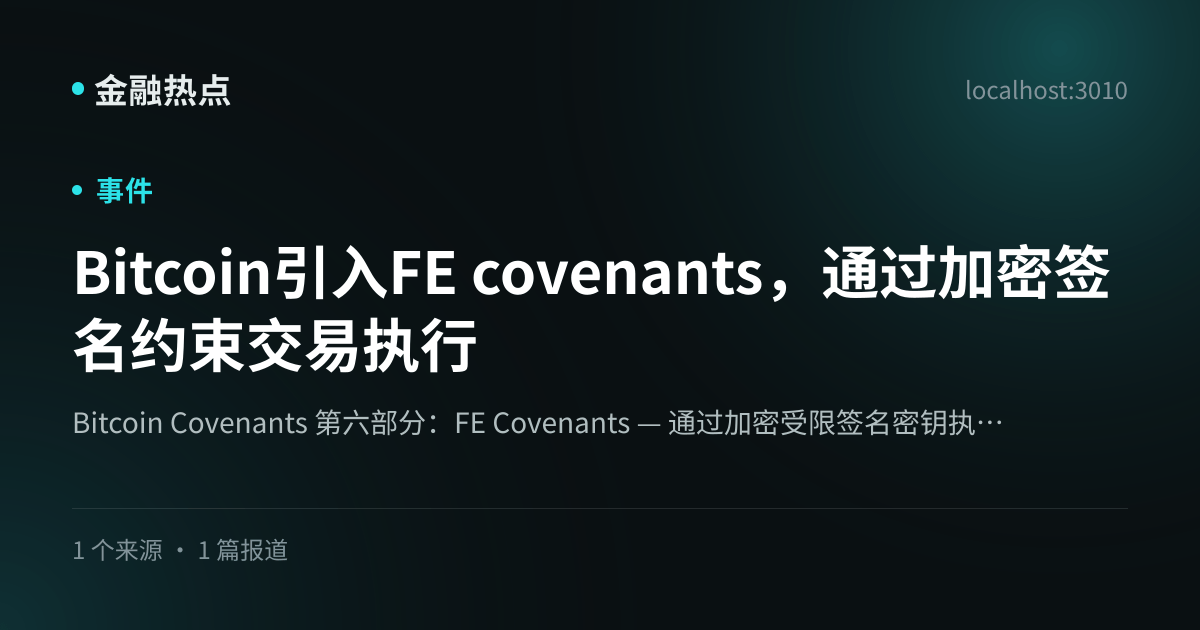 金融热点
localhost:3010
事件
Bitcoin引入FE covenants，通过加密签
名约束交易执行
Bitcoin Covenants 第六部分：FE Covenants — 通过加密受限签名密钥执…
1 个来源 · 1 篇报道